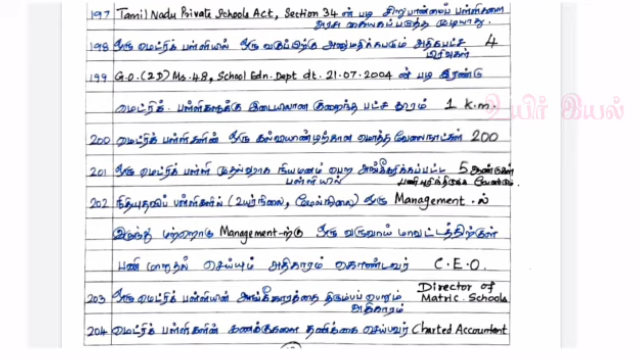 197 Tamil Nadu Private Schools Act, Section 34 ன் படி சிறுபான்மைப் பள்ளிகளை
அரசு கையகப்படுத்த முடியாது.
198 ஒரு மெட்ரிக் பள்ளியில் ஒரு வகுப்பிற்கு அனுமதிக்கப்படும் அதிகபட்ச பிரிவுகள் 4
199 G.O. (2D) Ms.48, School Edn. Dept dt. 21.07.2004 ன் படி இரண்டு
மெட்ரிக். பள்ளிகளுக்கு இடையிலான குறைந்த பட்ச தூரம் 1 k.m.
உயிர் இயல்
200 மெட்ரிக் பள்ளிகளின் ஒரு கல்வியாண்டிற்கான மொத்த வேலைநாட்கள் 200
201 ஒரு மெட்ரிக் பள்ளி முதல்வராக நியமனம் பெற அங்கீகரிக்கப்பட்ட 5 ஆண்டுகள்
பள்ளியில் பணிபுரிந்திருக்க வேண்டும்.
202 நிதியுதவிப் பள்ளிகளில் (உயர்நிலை, மேல்நிலை) ஒரு Management -ல்
இருந்து மற்றொரு Management -ற்கு ஒரு வருவாய் மாவட்டத்திற்குள்
பணி மாறுதல் செய்யும் அதிகாரம் கொண்டவர் C.E.O.
203 ஒரு மெட்ரிக் பள்ளியின் அங்கீகாரத்தை திரும்பப் பெறும் அதிகாரம் Director of
Matric. Schools
204 மெட்ரிக் பள்ளிகளின் கணக்குகளை தணிக்கை செய்பவர் Charted Accountant